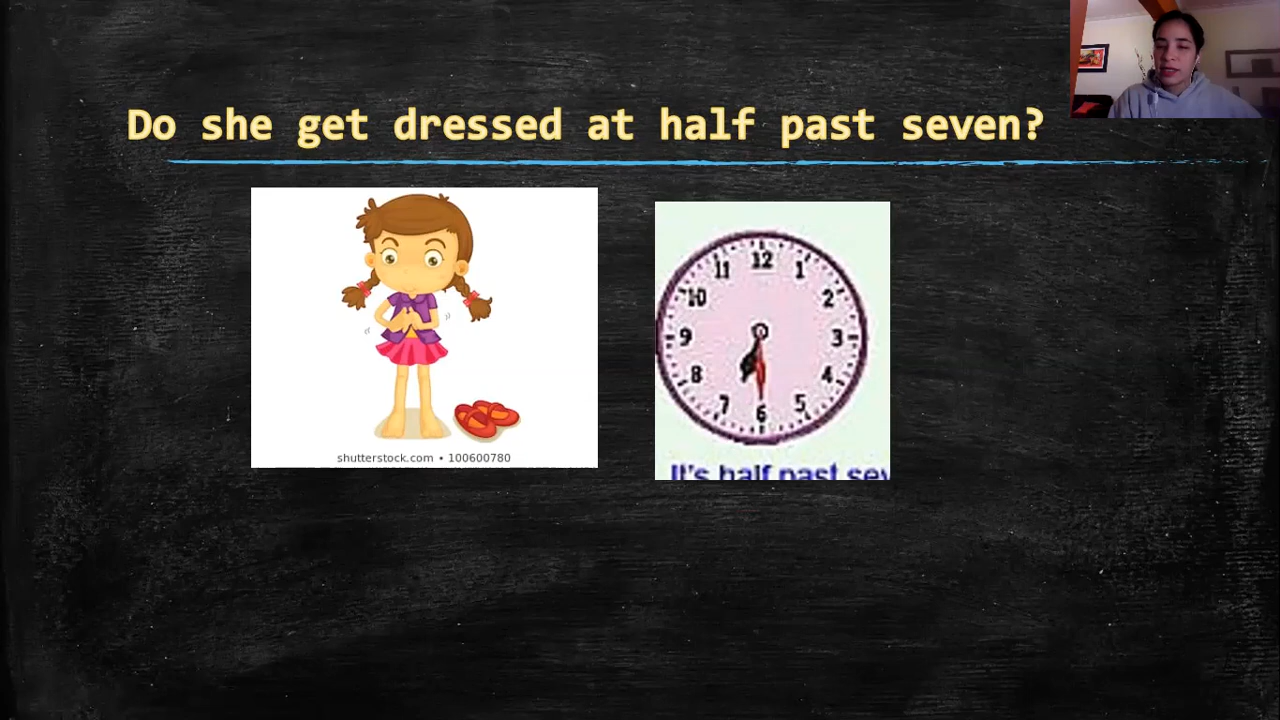 Do she get dressed at half past seven?
shutterstock.com • 100600780
11 12 1
10 2
9 3
8 4
7 6 5
It's half past